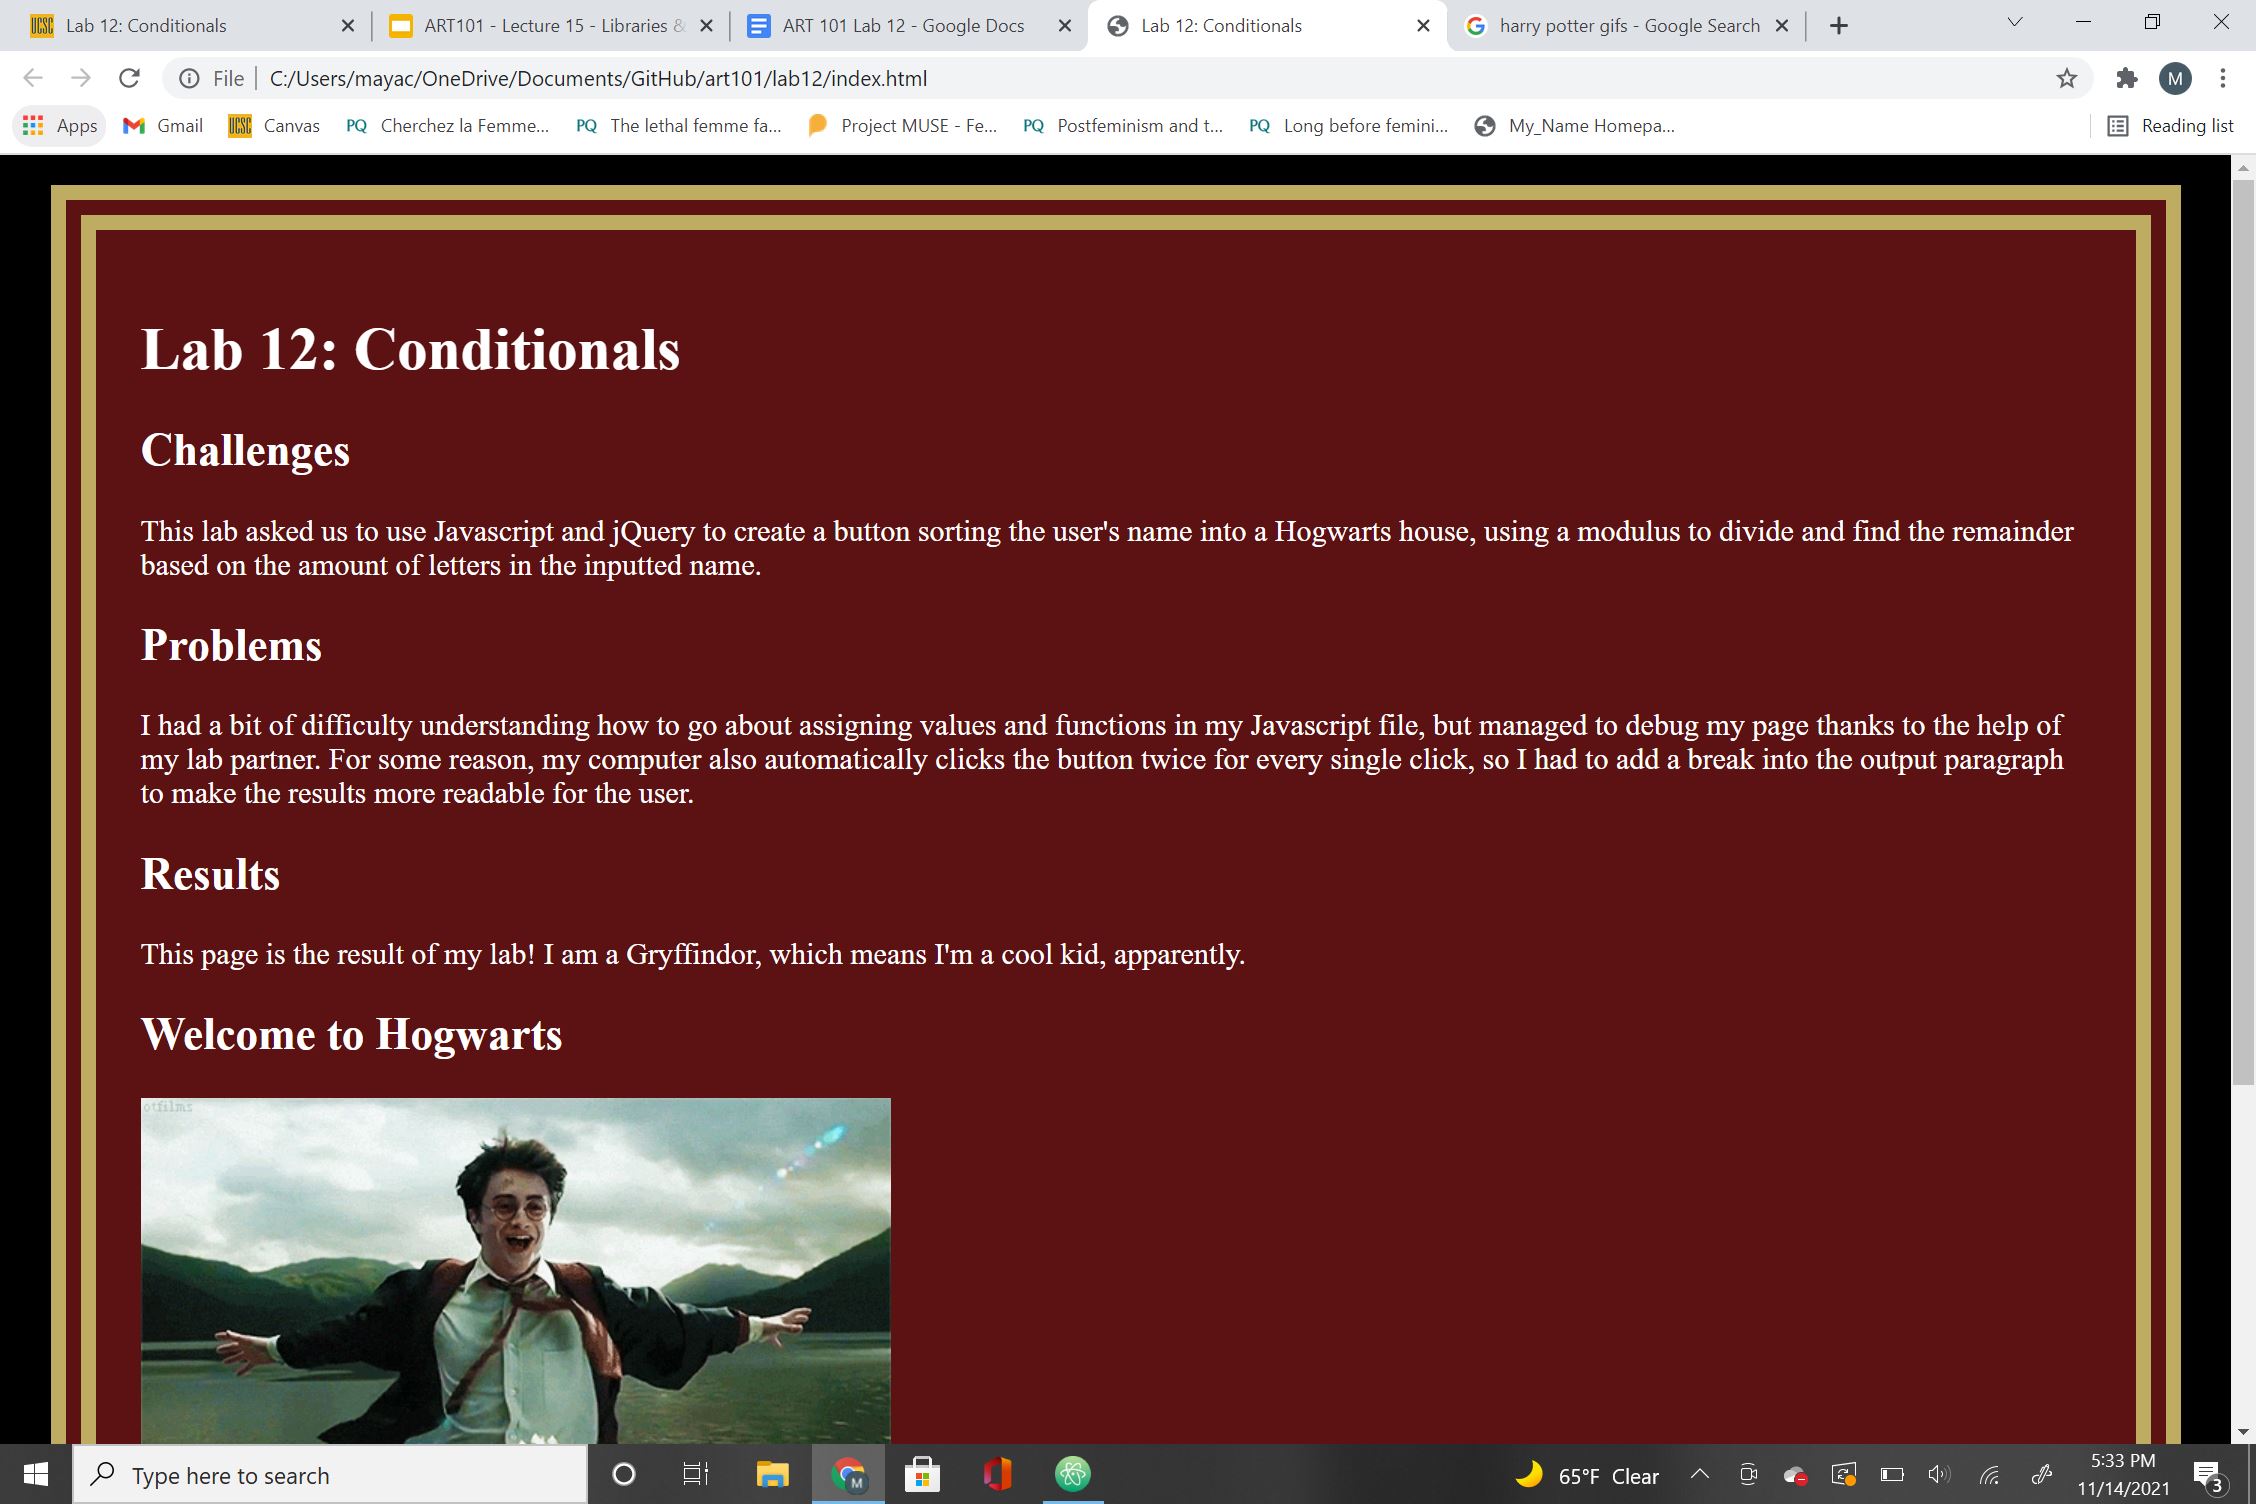 Lab 12: Conditionals
ART101 - Lecture 15 - Libraries &
ART 101 Lab 12 - Google Docs
Lab 12: Conditionals
harry potter gifs - Google Search
File
C:/Users/mayac/OneDrive/Documents/GitHub/art101/lab12/index.html
M
Apps
Gmail
UCSC
Canvas
PQ
Cherchez la Femme...
PQ
The lethal femme fa...
Project MUSE - Fe...
PQ
Postfeminism and t...
PQ
Long before femini...
My_Name Homepa...
Reading list
Lab 12: Conditionals
Challenges
This lab asked us to use Javascript and jQuery to create a button sorting the user's name into a Hogwarts house, using a modulus to divide and find the remainder
based on the amount of letters in the inputted name.
Problems
I had a bit of difficulty understanding how to go about assigning values and functions in my Javascript file, but managed to debug my page thanks to the help of
my lab partner. For some reason, my computer also automatically clicks the button twice for every single click, so I had to add a break into the output paragraph
to make the results more readable for the user.
Results
This page is the result of my lab! I am a Gryffindor, which means I'm a cool kid, apparently.
Welcome to Hogwarts
otfilms
Type here to search
M
65°F Clear
5:33 PM
11/14/2021
3